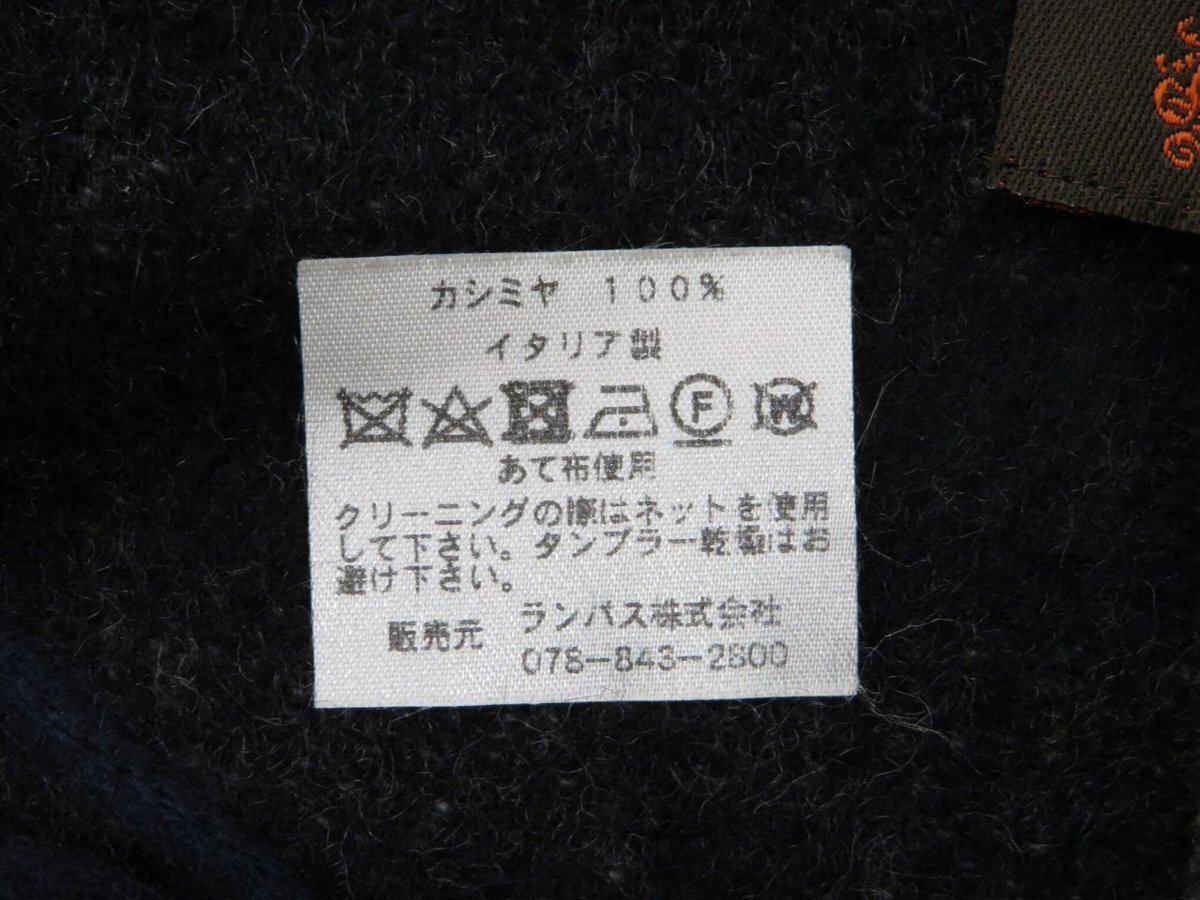 カシミヤ 100%
イタリア製
F W
あて布使用
クリーニングの際はネットを使用
して下さい。タンブラー乾燥はお
避け下さい。
販売元 ランバス株式会社
078-843-2800